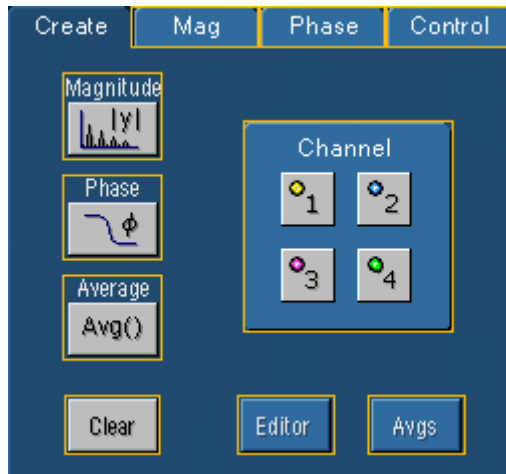 Create Mag Phase Control
Magnitude
|y|
Channel
1 2
Phase
ϕ
3 4
Average
Avg()
Clear Editor Avgs